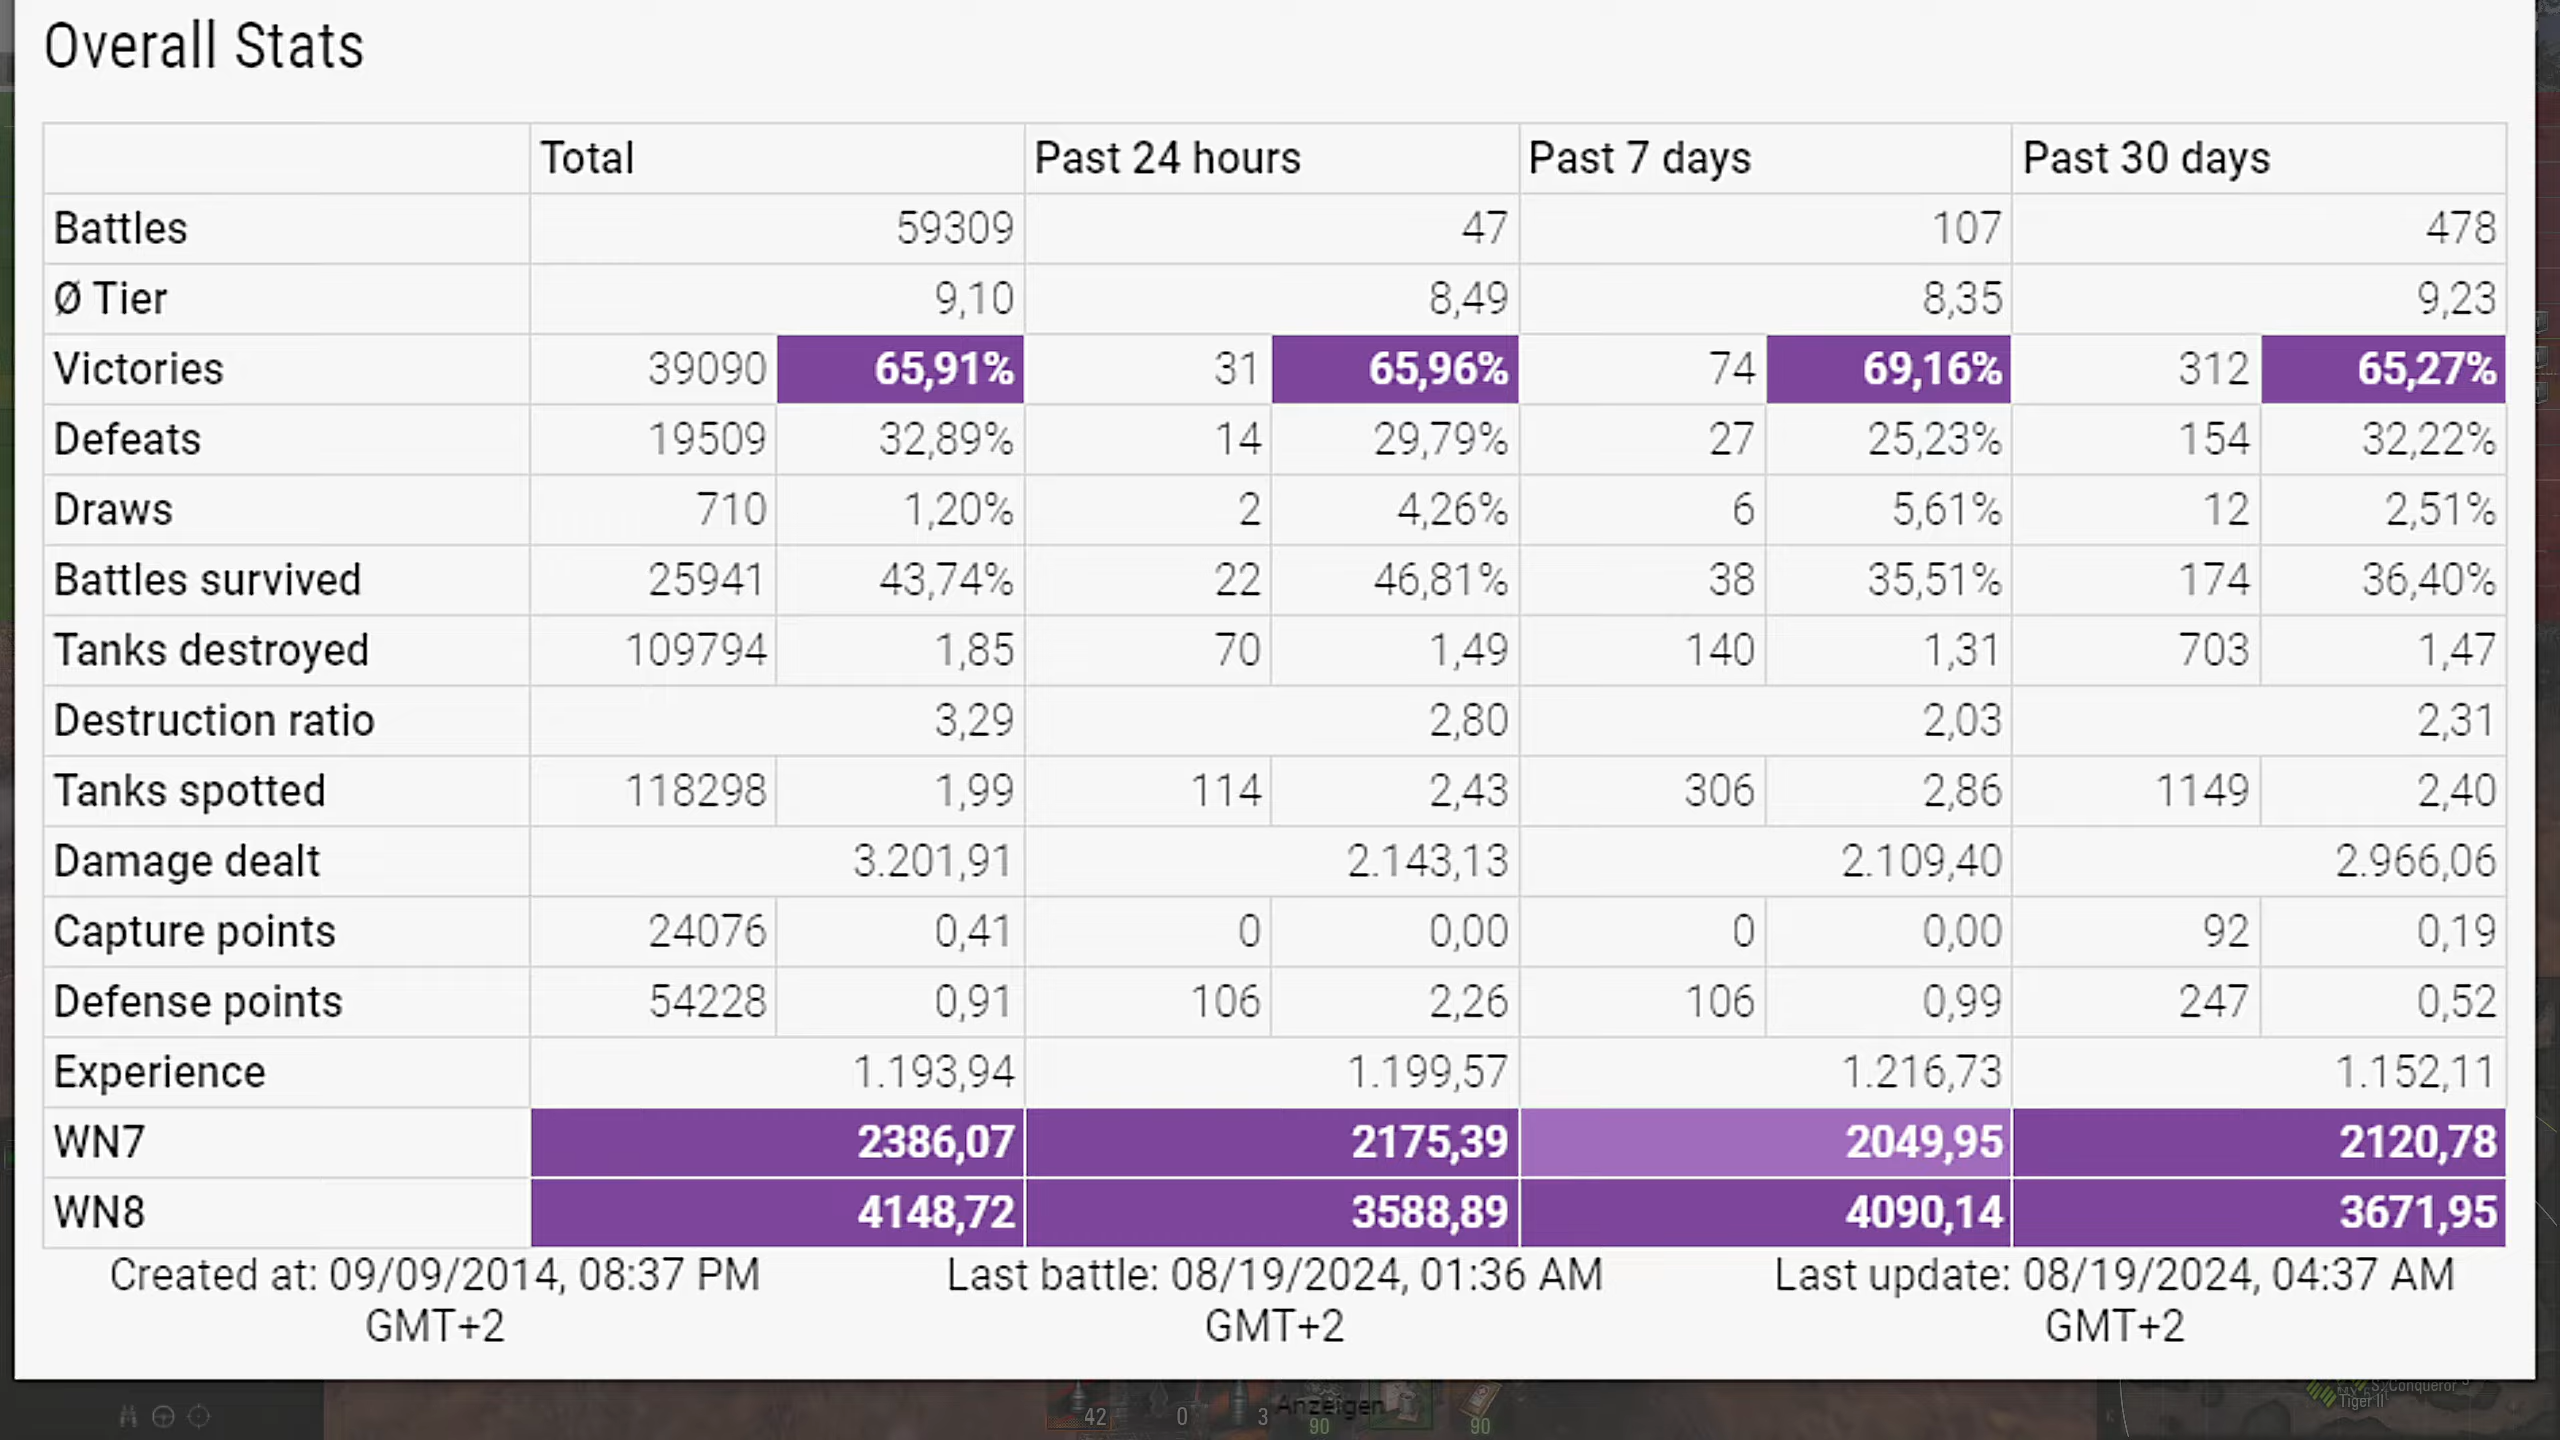 Overall Stats
Total Past 24 hours Past 7 days Past 30 days
Battles 59309 47 107 478
Ø Tier 9,10 8,49 8,35 9,23
Victories 39090 65,91% 31 65,96% 74 69,16% 312 65,27%
Defeats 19509 32,89% 14 29,79% 27 25,23% 154 32,22%
Draws 710 1,20% 2 4,26% 6 5,61% 12 2,51%
Battles survived 25941 43,74% 22 46,81% 38 35,51% 174 36,40%
Tanks destroyed 109794 1,85 70 1,49 140 1,31 703 1,47
Destruction ratio 3,29 2,80 2,03 2,31
Tanks spotted 118298 1,99 114 2,43 306 2,86 1149 2,40
Damage dealt 3.201,91 2.143,13 2.109,40 2.966,06
Capture points 24076 0,41 0 0,00 0 0,00 92 0,19
Defense points 54228 0,91 106 2,26 106 0,99 247 0,52
Experience 1.193,94 1.199,57 1.216,73 1.152,11
WN7 2386,07 2175,39 2049,95 2120,78
WN8 4148,72 3588,89 4090,14 3671,95
Created at: 09/09/2014, 08:37 PM
GMT+2
Last battle: 08/19/2024, 01:36 AM
GMT+2
Last update: 08/19/2024, 04:37 AM
GMT+2
42 0 3 Anzeigen
90 90
Conqueror
Tiger II